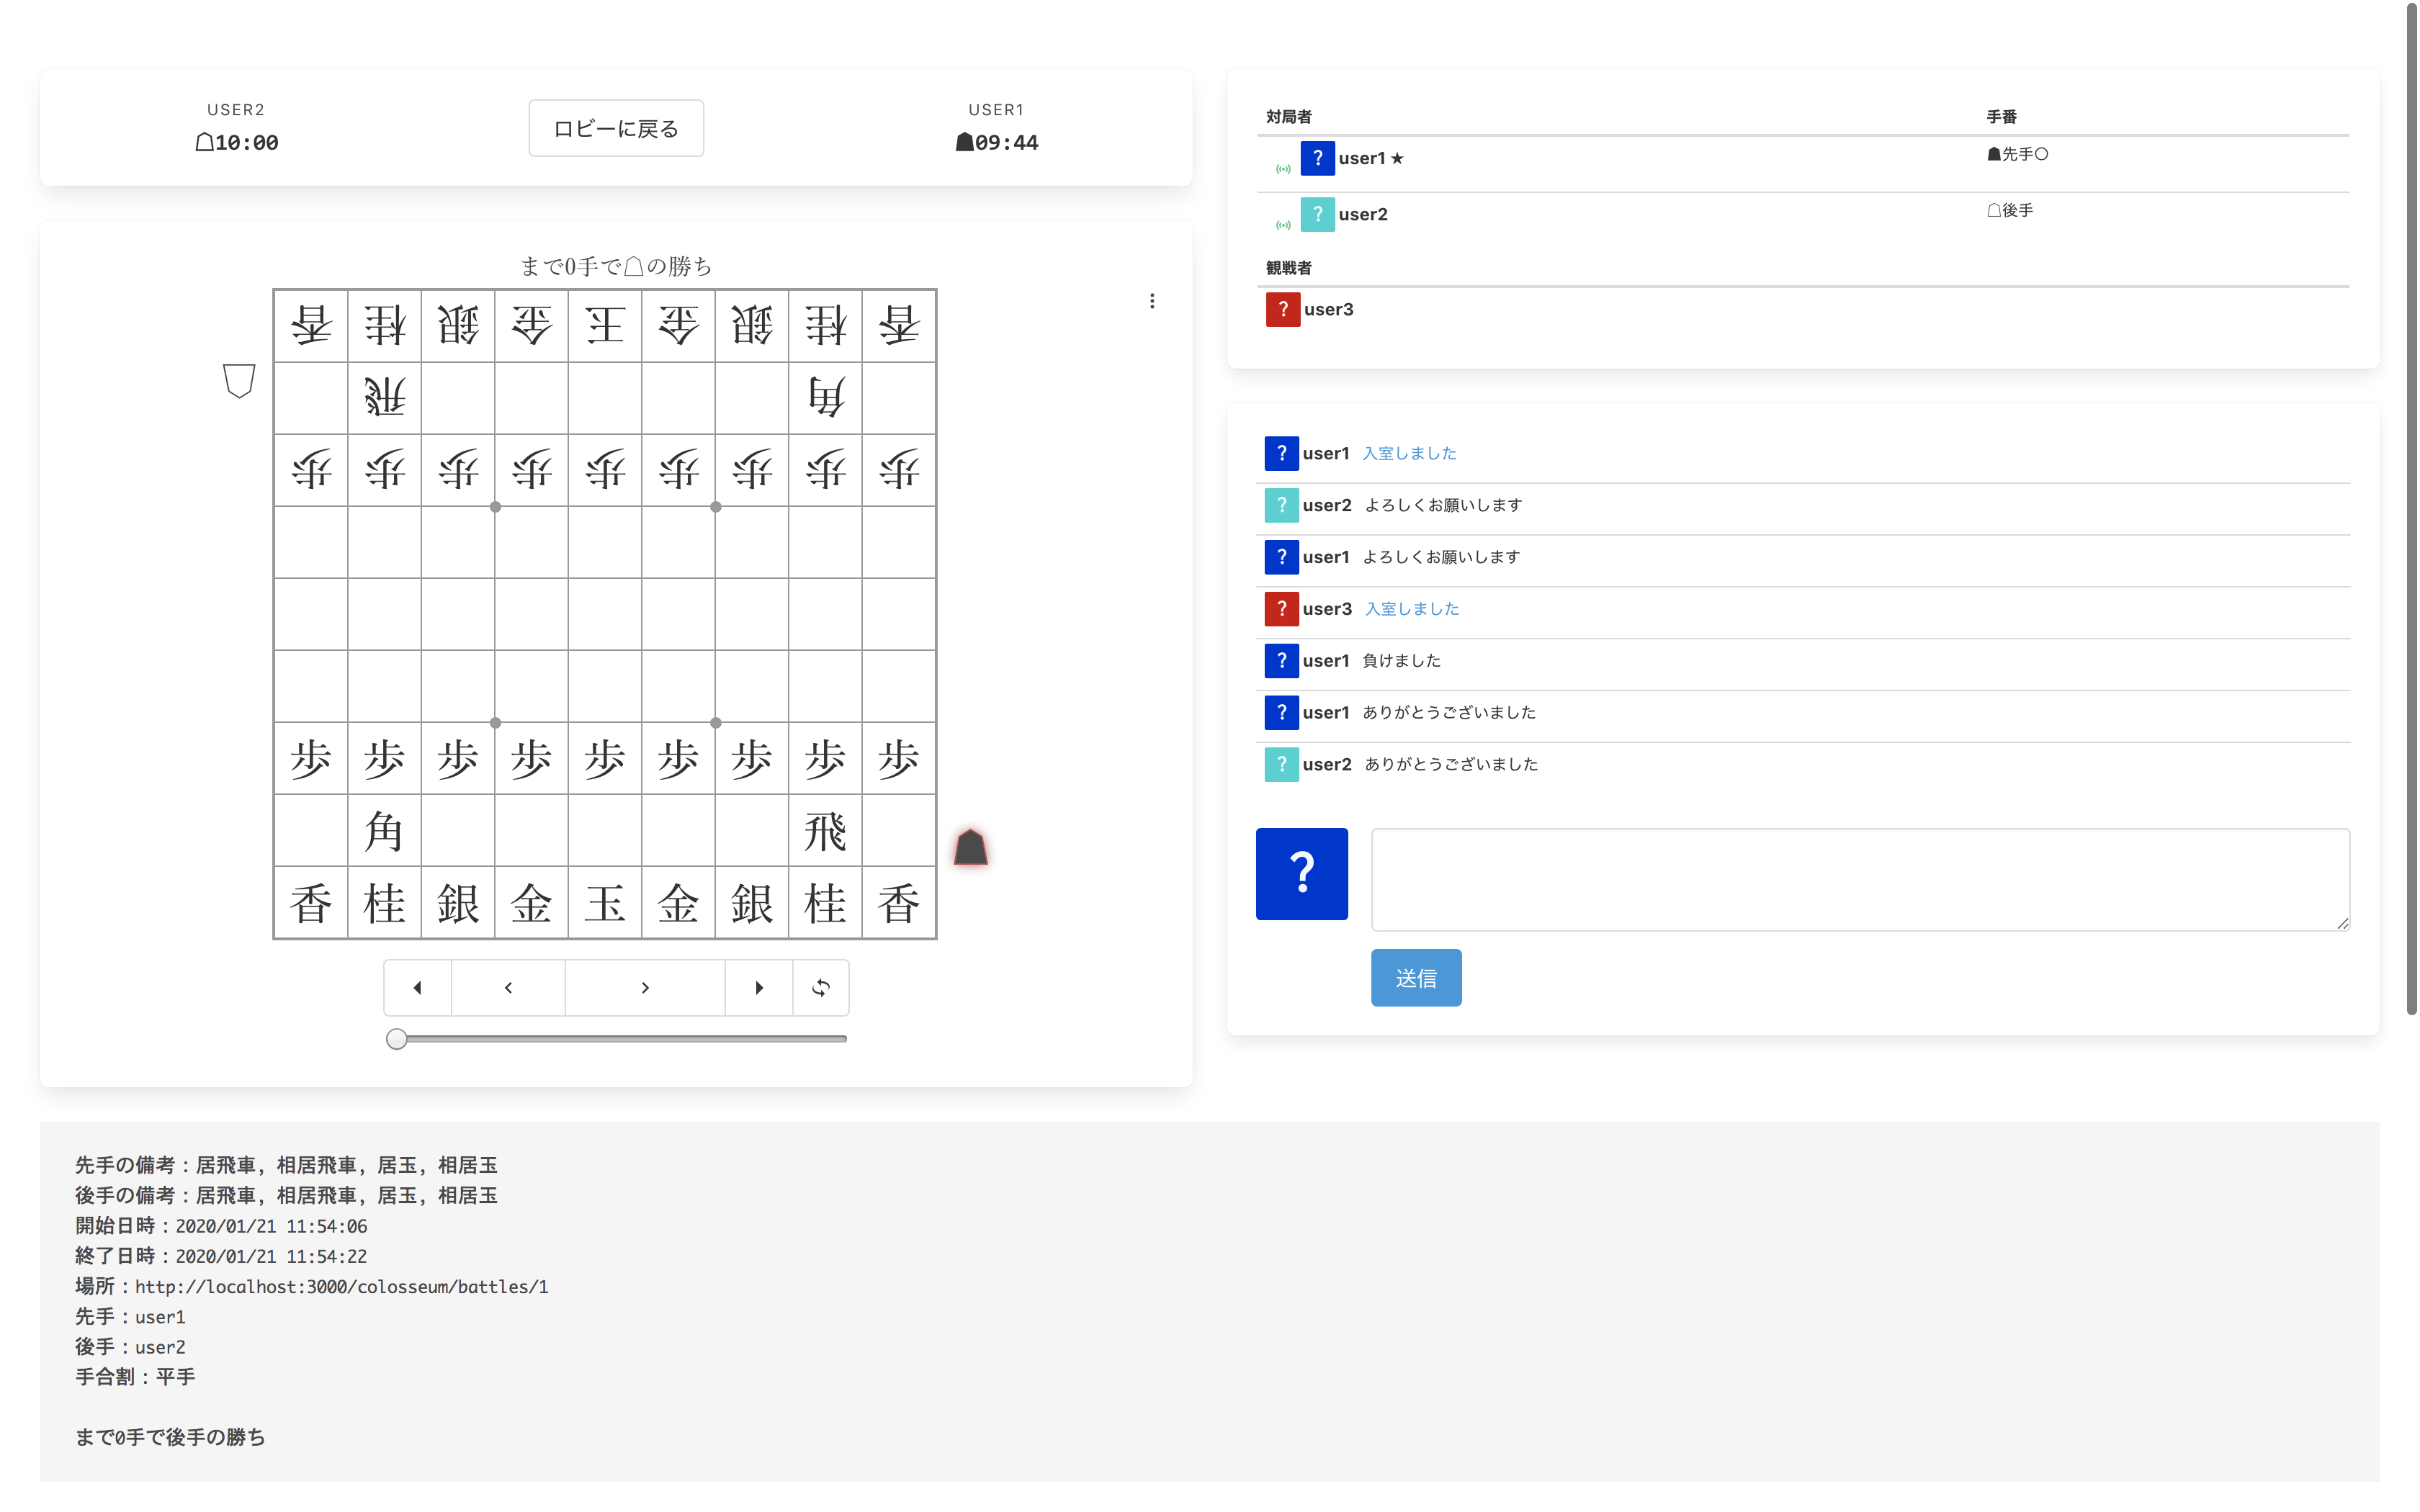 USER2
☖10:00
ロビーに戻る
USER1
☗09:44
まで0手で☖の勝ち
香桂銀金王金銀桂香
飛角
歩歩歩歩歩歩歩歩歩
歩歩歩歩歩歩歩歩歩
角飛
香桂銀金玉金銀桂香
対局者 手番
? user1 ★ ☗先手〇
? user2 ☖後手
観戦者
? user3
? user1 入室しました
? user2 よろしくお願いします
? user1 よろしくお願いします
? user3 入室しました
? user1 負けました
? user1 ありがとうございました
? user2 ありがとうございました
?
送信
先手の備考：居飛車, 相居飛車, 居玉, 相居玉
後手の備考：居飛車, 相居飛車, 居玉, 相居玉
開始日時：2020/01/21 11:54:06
終了日時：2020/01/21 11:54:22
場所：http://localhost:3000/colosseum/battles/1
先手：user1
後手：user2
手合割：平手
まで0手で後手の勝ち